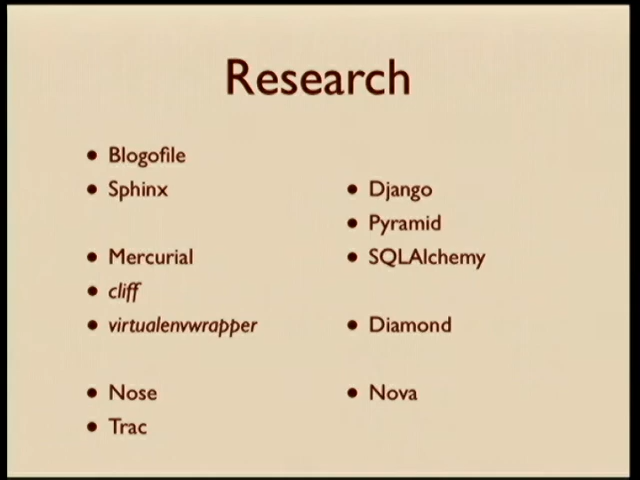 Research
• Blogofile
• Sphinx
• Mercurial
• cliff
• virtualenvwrapper
• Nose
• Trac
• Django
• Pyramid
• SQLAlchemy
• Diamond
• Nova